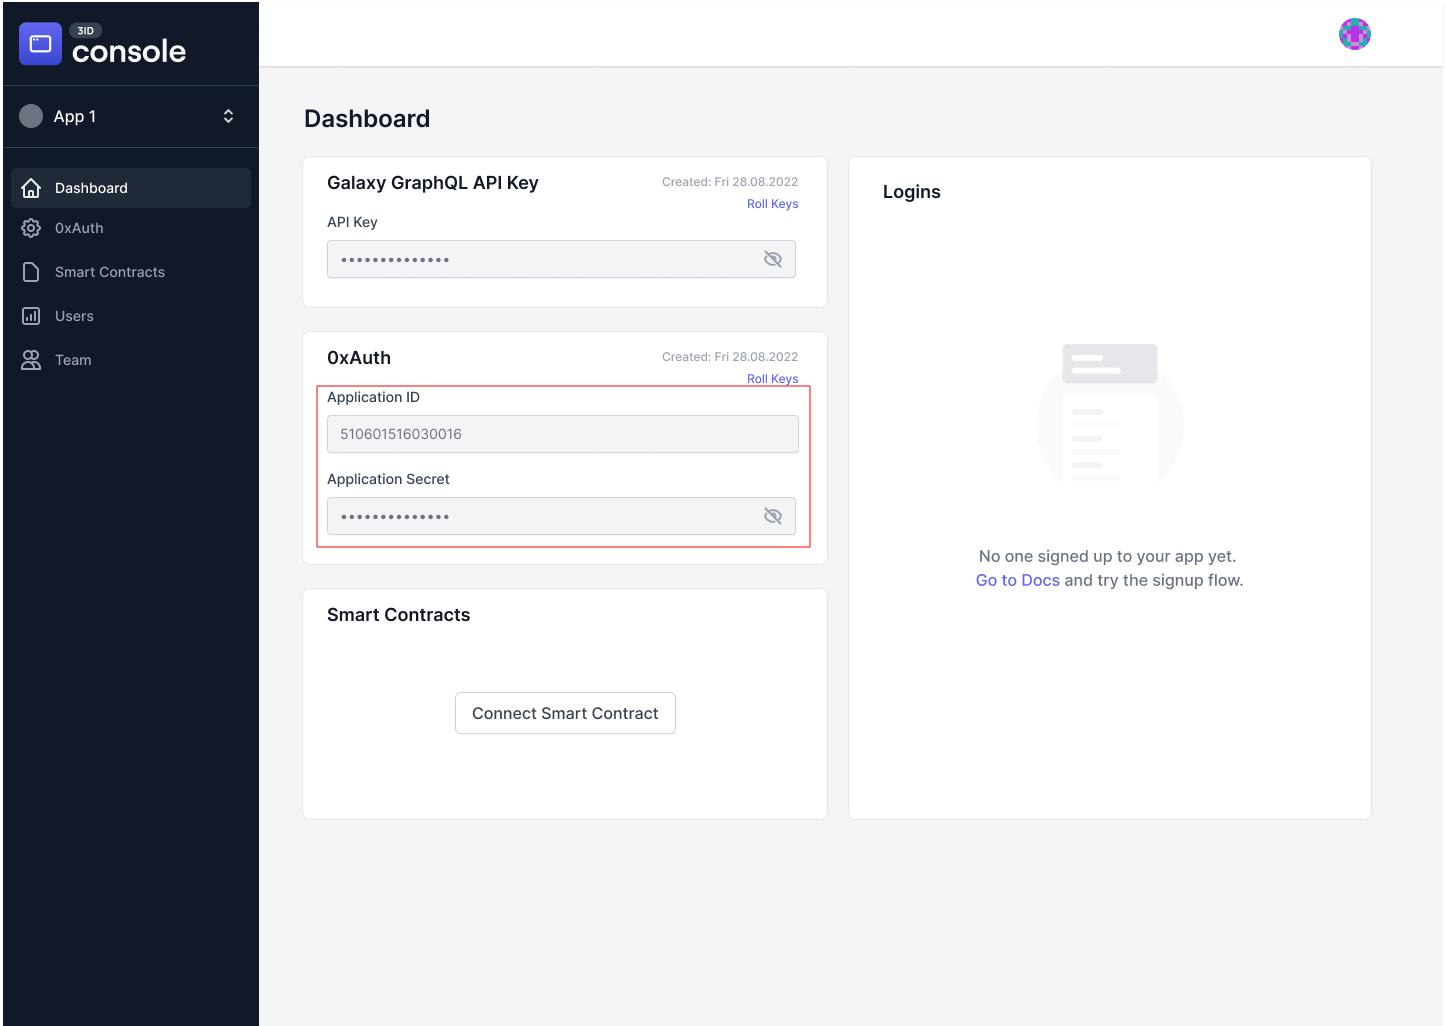 3ID
console
App 1
Dashboard
0xAuth
Smart Contracts
Users
Team
Dashboard
Galaxy GraphQL API Key
Created: Fri 28.08.2022
Roll Keys
API Key
••••••••••••••
0xAuth
Created: Fri 28.08.2022
Roll Keys
Application ID
510601516030016
Application Secret
••••••••••••••
Smart Contracts
Connect Smart Contract
Logins
No one signed up to your app yet.
Go to Docs and try the signup flow.